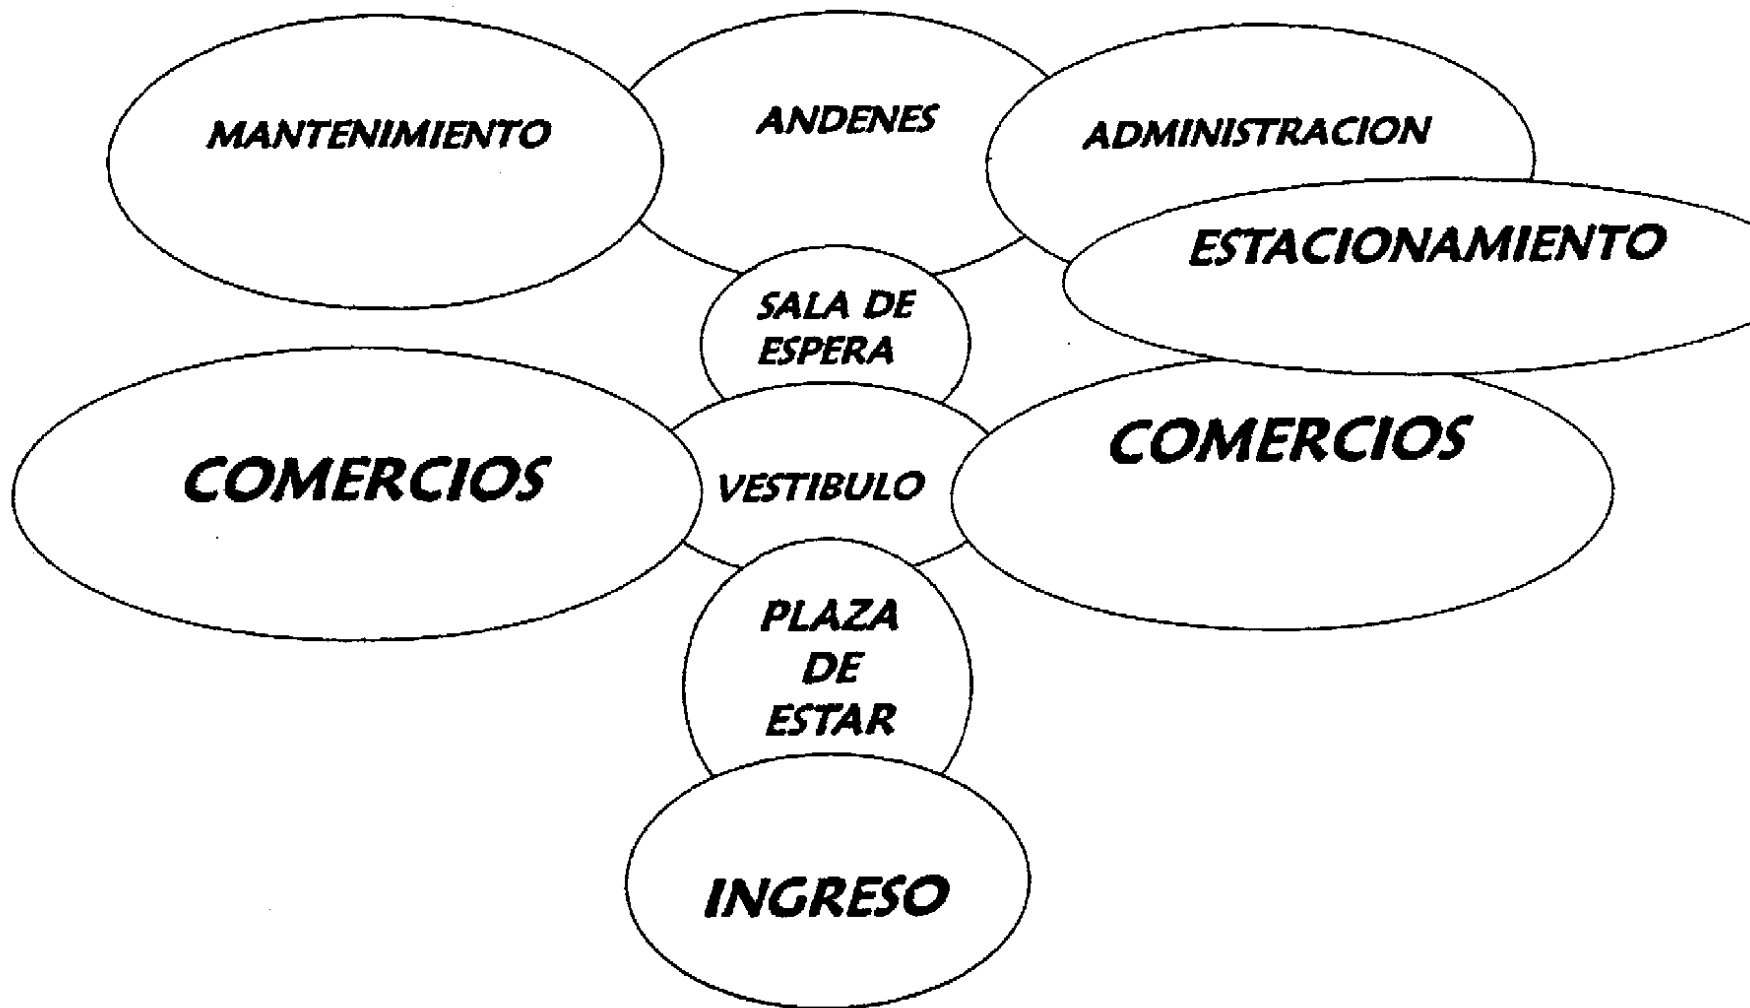 MANTENIMIENTO
ANDENES
ADMINISTRACION
ESTACIONAMIENTO
SALA DE
ESPERA
COMERCIOS
VESTIBULO
COMERCIOS
PLAZA
DE
ESTAR
INGRESO